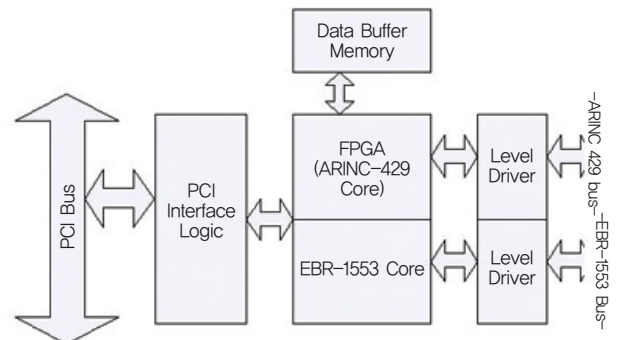 Data Buffer
Memory
PCI Bus
PCI
Interface
Logic
FPGA
(ARINC-429
Core)
EBR-1553 Core
Level
Driver
Level
Driver
-ARINC 429 bus-
-EBR-1553 Bus-